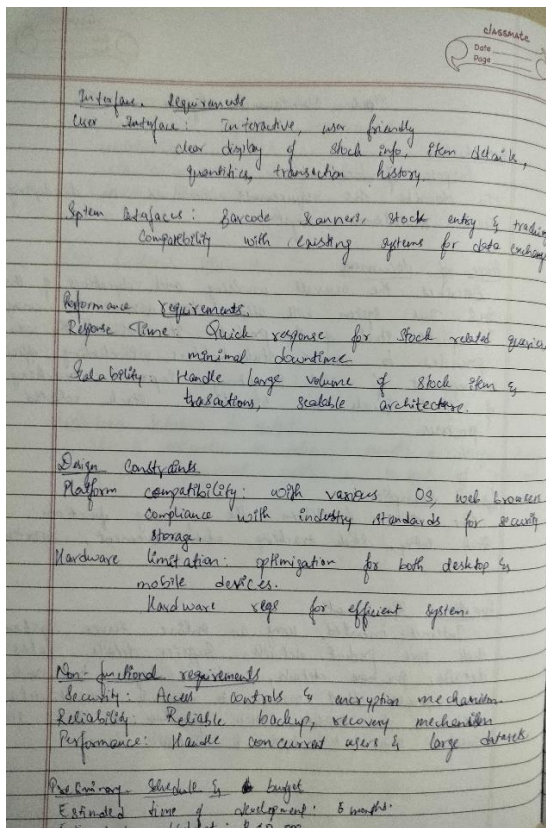 classmate
Date
Page
Interface requirements
User Interface: Interactive, user friendly
clear display of stock info, item details,
quantities, transaction history
System Interfaces: Barcode scanners, stock entry & tracking
Compatebility with existing systems for data exchange
Performance requirements.
Response Time: Quick response for stock related queries
minimal downtime
Scalability: Handle large volume of stock item &
trasactions, scalable architecture.
Design Constraints.
Platform compatibility: with various OS, web browsers
compliance with industry standards for security
storage.
Hardware limitation: optimization for both desktop &
mobile devices.
Hardware reqs for efficient system.
Non-functional requirements
Security: Access controls & encryption mechanism.
Reliability: Reliable backup, recovery mechanism
Performance: Handle concurrent users & large datasets
Preliminary schedule & budget
Estimated time of development: months.